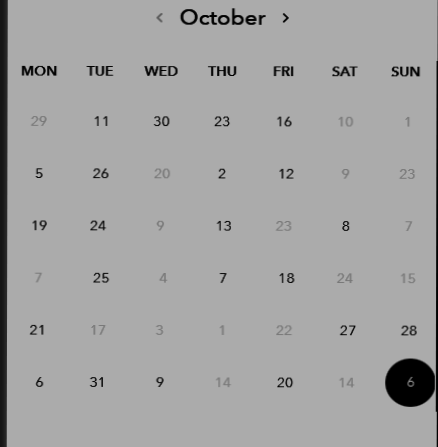 ‹ October ›
MON TUE WED THU FRI SAT SUN
29 11 30 23 16 10 1
5 26 20 2 12 9 23
19 24 9 13 23 8 7
7 25 4 7 18 24 15
21 17 3 1 22 27 28
6 31 9 14 20 14 6